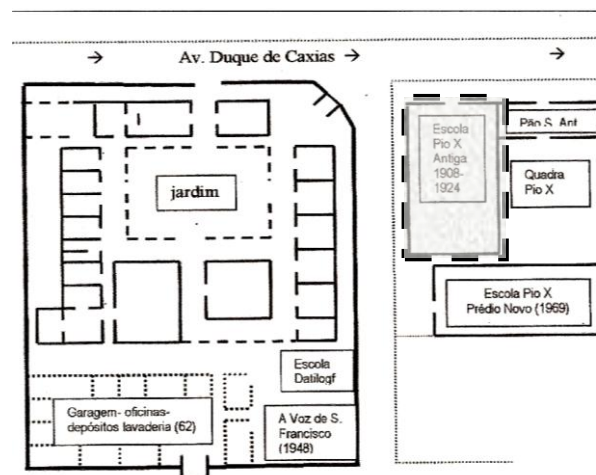 Av. Duque de Caxias
Escola
Pio X
Antiga
1908-
1924
Pão S. Ant
Quadra
Pio X
jardim
Escola Pio X
Prédio Novo (1969)
Escola
Datilogf
Garagem- oficinas-
depósitos lavaderia (62)
A Voz de S.
Francisco
(1948)